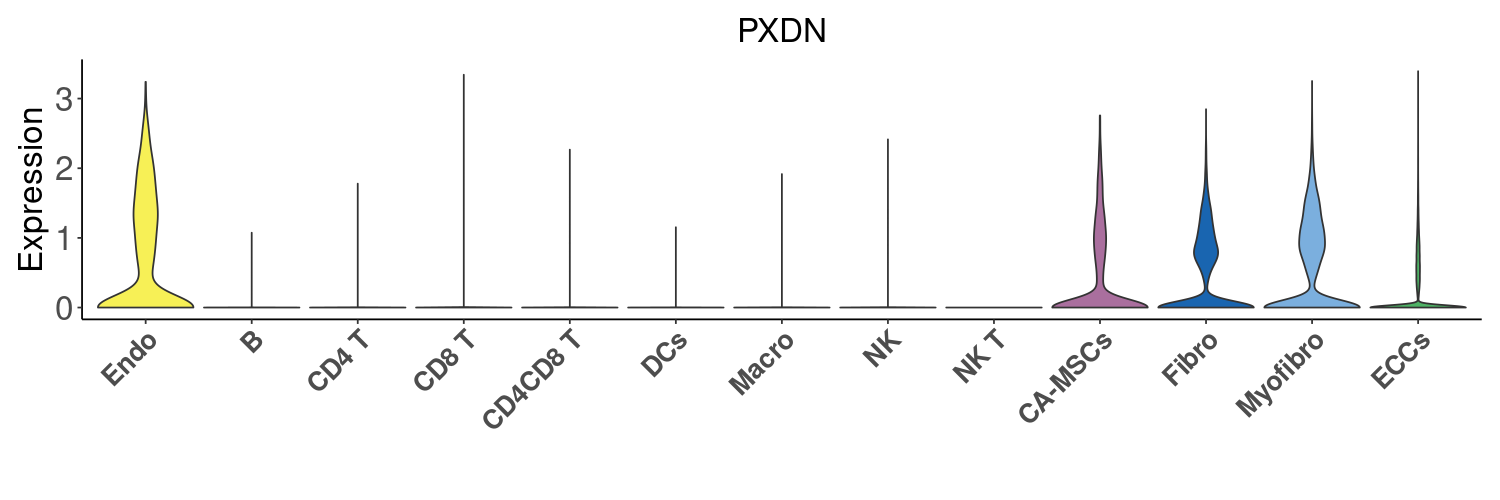 PXDN
Expression
3
2
1
0
Endo
B
CD4 T
CD8 T
CD4CD8 T
DCs
Macro
NK
NK T
CA-MSCs
Fibro
Myofibro
ECCs